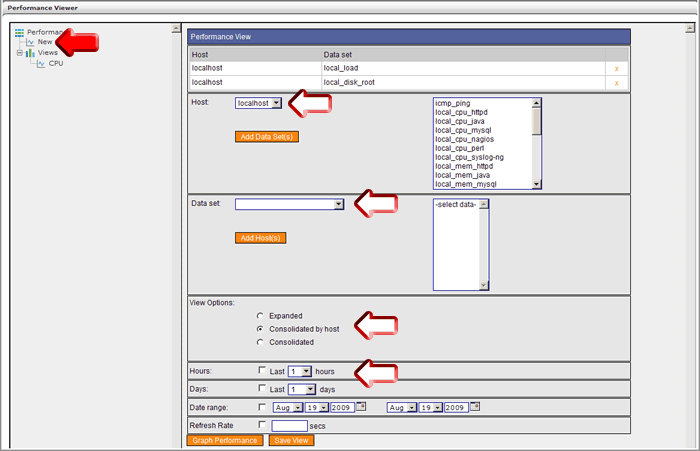 Performance Viewer
Performance
New
Views
CPU
Performance View
Host Data set
localhost local_load x
localhost local_disk_root x
Host: localhost
icmp_ping
local_cpu_httpd
local_cpu_java
local_cpu_mysql
local_cpu_nagios
local_cpu_perl
local_cpu_syslog-ng
local_mem_httpd
local_mem_java
local_mem_mysql
Add Data Set(s)
Data set:
-select data-
Add Host(s)
View Options:
Expanded
Consolidated by host
Consolidated
Hours: Last 1 hours
Days: Last 1 days
Date range: Aug 19 2009 Aug 19 2009
Refresh Rate secs
Graph Performance Save View